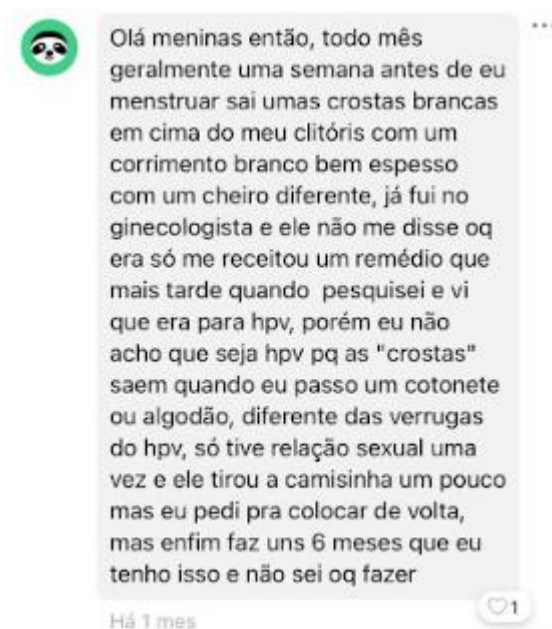 Olá meninas então, todo mês
geralmente uma semana antes de eu
menstruar sai umas crostas brancas
em cima do meu clitóris com um
corrimento branco bem espesso
com um cheiro diferente, já fui no
ginecologista e ele não me disse oq
era só me receitou um remédio que
mais tarde quando pesquisei e vi
que era para hpv, porém eu não
acho que seja hpv pq as "crostas"
saem quando eu passo um cotonete
ou algodão, diferente das verrugas
do hpv, só tive relação sexual uma
vez e ele tirou a camisinha um pouco
mas eu pedi pra colocar de volta,
mas enfim faz uns 6 meses que eu
tenho isso e não sei oq fazer
1
Há 1 mes